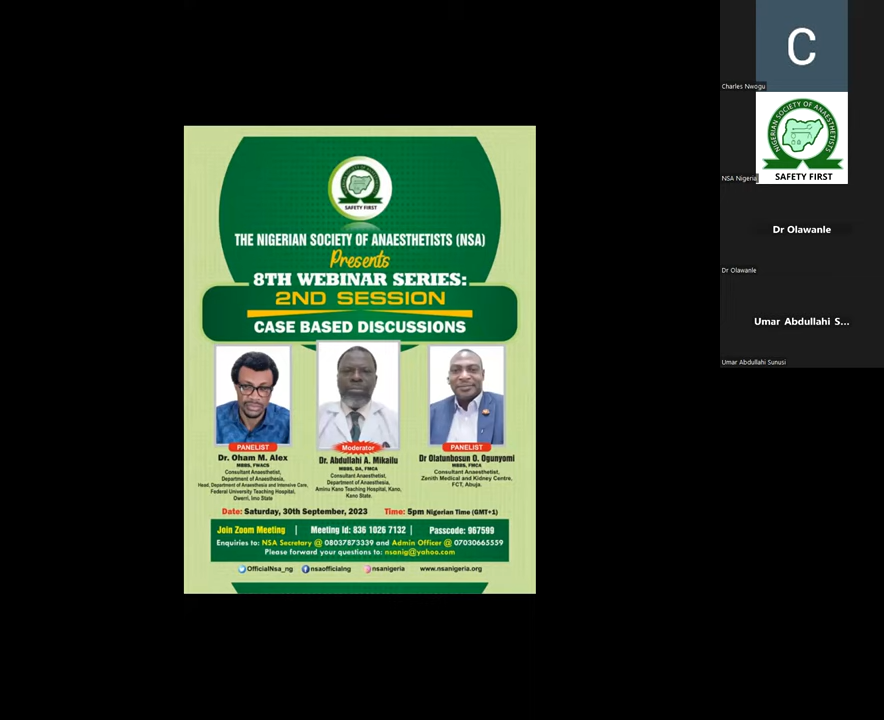 NIGERIAN SOCIETY OF ANAESTHETISTS
SAFETY FIRST
THE NIGERIAN SOCIETY OF ANAESTHETISTS (NSA)
Presents
8TH WEBINAR SERIES:
2ND SESSION
CASE BASED DISCUSSIONS
PANELIST
Dr. Oham M. Alex
MBBS, FWACS
Consultant Anaesthetist,
Department of Anaesthesia,
Head, Department of Anaesthesia and Intensive Care,
Federal University Teaching Hospital,
Owerri, Imo State
Moderator
Dr. Abdullahi A. Mikailu
MBBS, DA, FMCA
Consultant Anaesthetist,
Department of Anaesthesia,
Aminu Kano Teaching Hospital, Kano,
Kano State.
PANELIST
Dr Olatunbosun O. Ogunyomi
MBBS, FMCA
Consultant Anaesthetist,
Zenith Medical and Kidney Centre,
FCT, Abuja.
Date: Saturday, 30th September, 2023 Time: 5pm Nigerian Time (GMT+1)
Join Zoom Meeting | Meeting Id: 836 1026 7132 | Passcode: 967599
Enquiries to: NSA Secretary @ 08037873339 and Admin Officer @ 07030665559
Please forward your questions to: nsanig@yahoo.com
OfficialNsa_ng nsaofficialng nsanigeria www.nsanigeria.org
C
Charles Nwogu
NIGERIAN SOCIETY OF ANAESTHETISTS
SAFETY FIRST
NSA Nigeria
Dr Olawanle
Dr Olawanle
Umar Abdullahi S...
Umar Abdullahi Sunusi